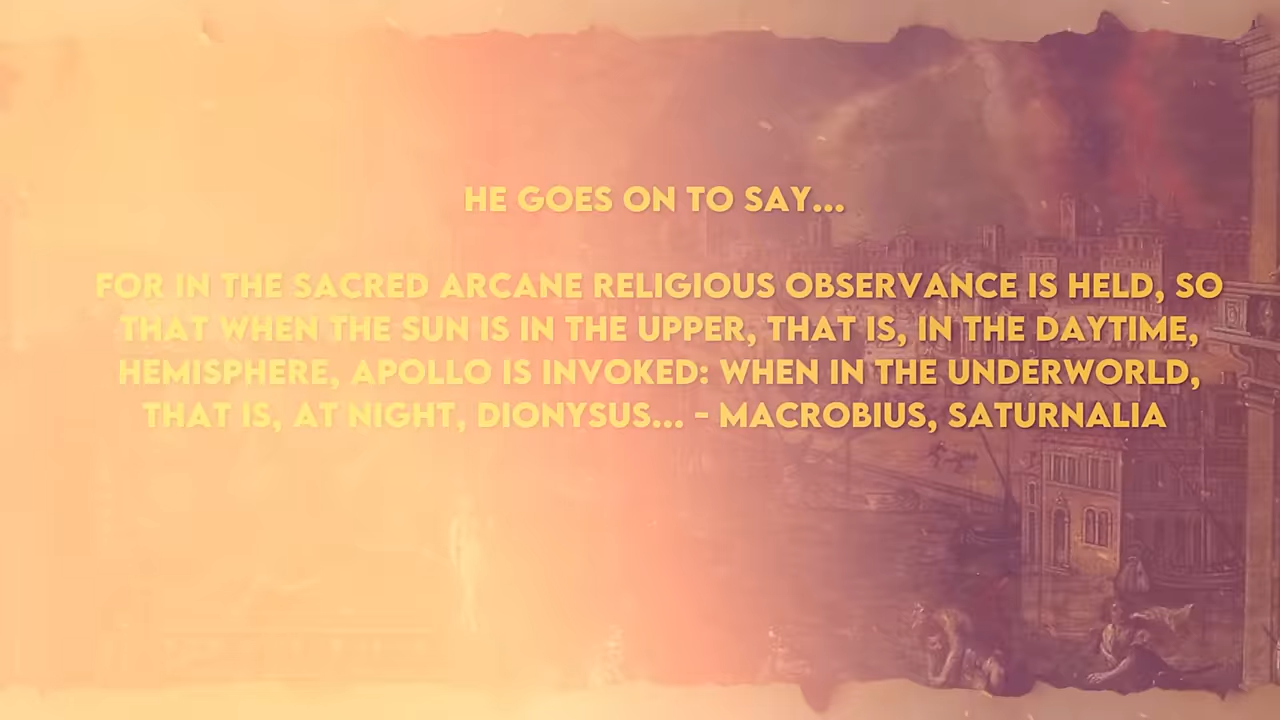 HE GOES ON TO SAY...
FOR IN THE SACRED ARCANE RELIGIOUS OBSERVANCE IS HELD, SO
THAT WHEN THE SUN IS IN THE UPPER, THAT IS, IN THE DAYTIME,
HEMISPHERE, APOLLO IS INVOKED: WHEN IN THE UNDERWORLD,
THAT IS, AT NIGHT, DIONYSUS... - MACROBIUS, SATURNALIA